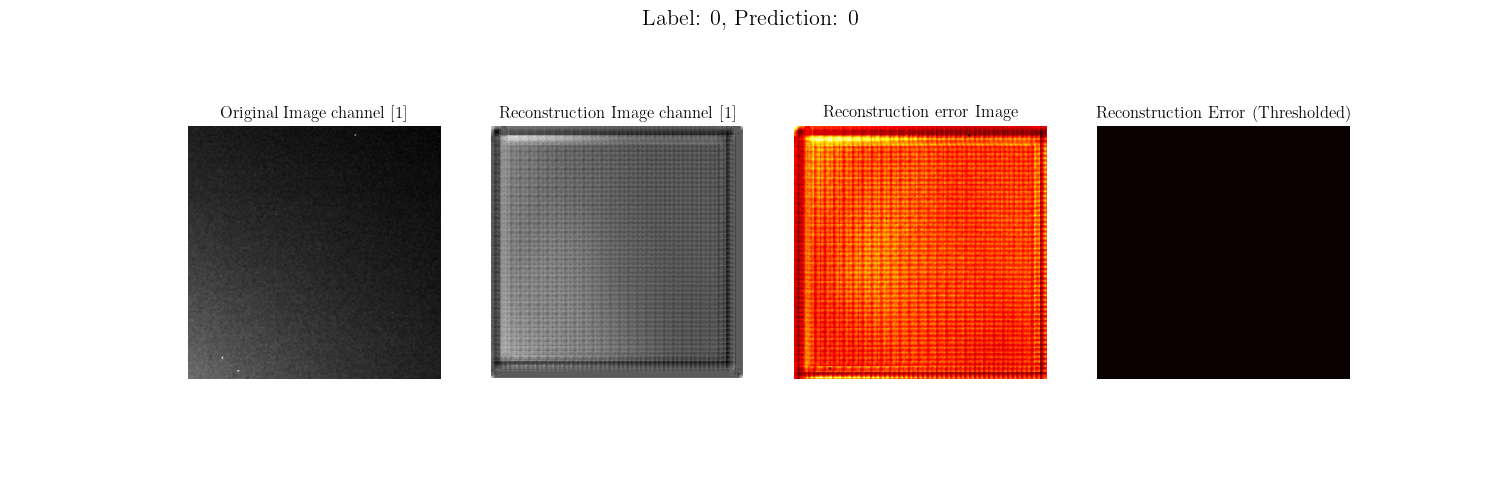 Label: 0, Prediction: 0
Original Image channel [1]
Reconstruction Image channel [1]
Reconstruction error Image
Reconstruction Error (Thresholded)